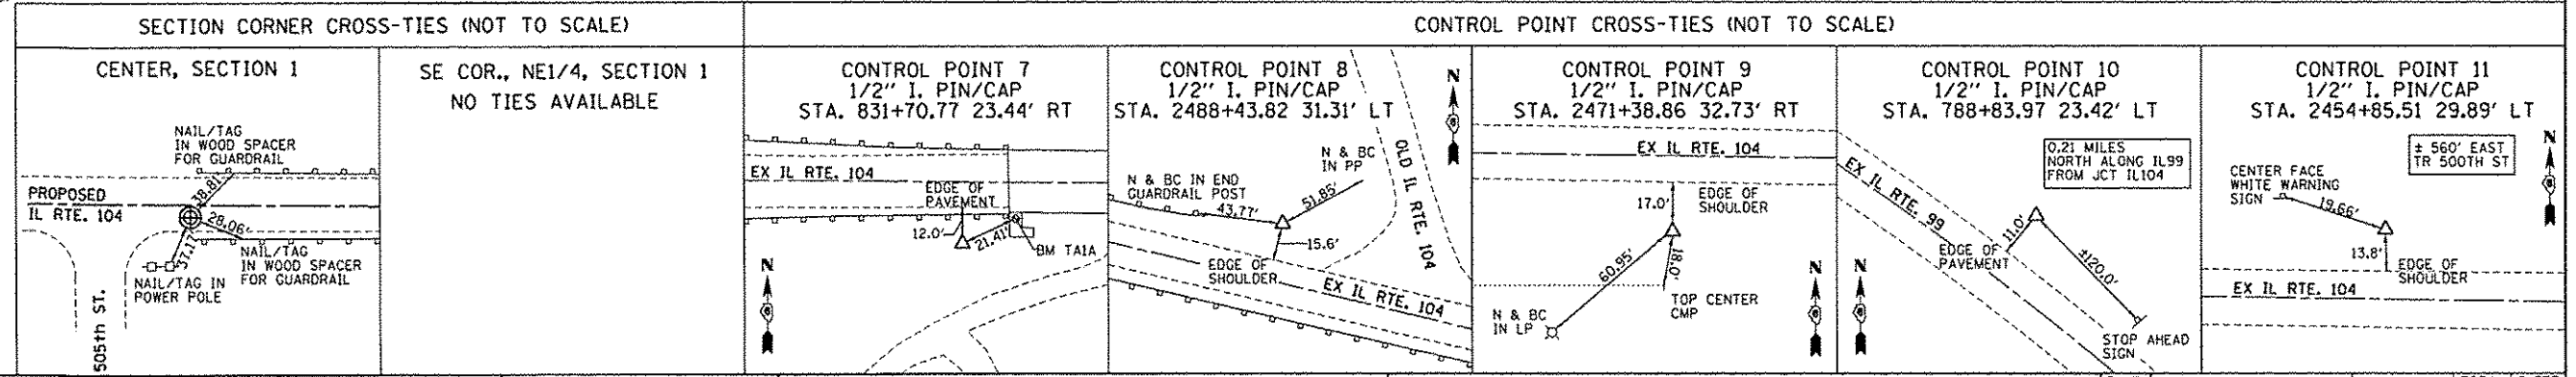 SECTION CORNER CROSS-TIES (NOT TO SCALE)
CONTROL POINT CROSS-TIES (NOT TO SCALE)
CENTER, SECTION 1
NAIL/TAG
IN WOOD SPACER
FOR GUARDRAIL
38.81'
PROPOSED
IL RTE. 104
28.06'
37.17'
NAIL/TAG
IN WOOD SPACER
FOR GUARDRAIL
NAIL/TAG IN
POWER POLE
505th ST.
SE COR., NE1/4, SECTION 1
NO TIES AVAILABLE
CONTROL POINT 7
1/2" I. PIN/CAP
STA. 831+70.77 23.44' RT
EX IL RTE. 104
EDGE OF
PAVEMENT
12.0'
21.41'
BM TA1A
N
CONTROL POINT 8
1/2" I. PIN/CAP
STA. 2488+43.82 31.31' LT
N
N & BC
IN PP
OLD IL RTE. 104
N & BC IN END
GUARDRAIL POST
43.77'
51.85'
15.6'
EDGE OF
SHOULDER
EX IL RTE. 104
CONTROL POINT 9
1/2" I. PIN/CAP
STA. 2471+38.86 32.73' RT
EX IL RTE. 104
17.0'
EDGE OF
SHOULDER
60.95'
18.0'
TOP CENTER
CMP
N & BC
IN LP
N
CONTROL POINT 10
1/2" I. PIN/CAP
STA. 788+83.97 23.42' LT
0.21 MILES
NORTH ALONG IL99
FROM JCT IL104
EX IL RTE. 99
11.0'
EDGE OF
PAVEMENT
±120.0'
STOP AHEAD
SIGN
N
CONTROL POINT 11
1/2" I. PIN/CAP
STA. 2454+85.51 29.89' LT
± 560' EAST
TR 500TH ST
N
CENTER FACE
WHITE WARNING
SIGN
19.66'
13.8'
EDGE OF
SHOULDER
EX IL RTE. 104